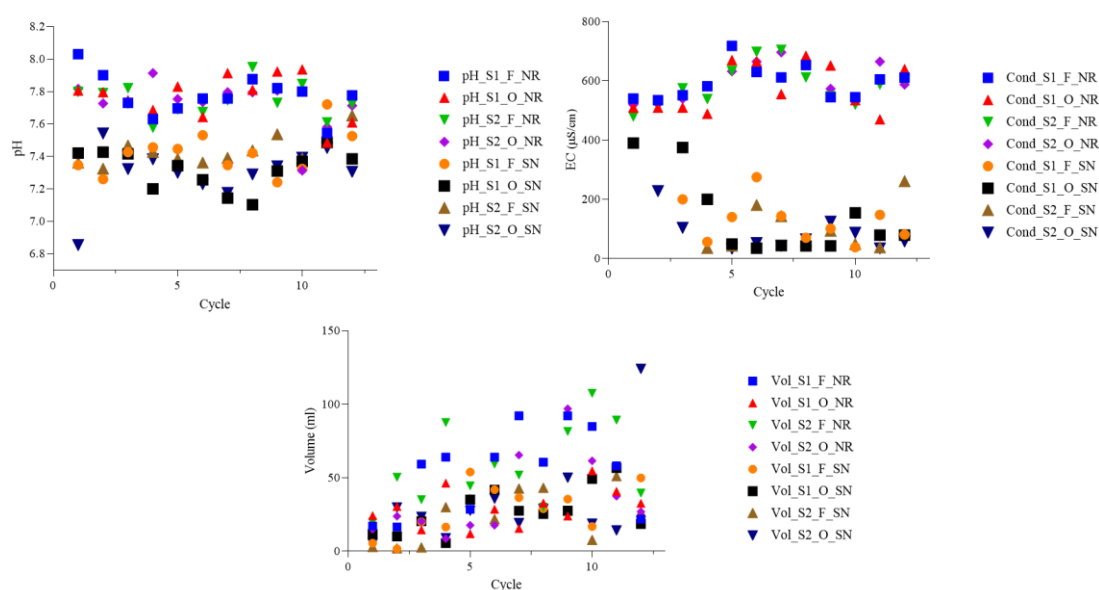 8.2
8.0
7.8
7.6
7.4
7.2
7.0
6.8
pH
0
5
10
Cycle
pH_S1_F_NR
pH_S1_O_NR
pH_S2_F_NR
pH_S2_O_NR
pH_S1_F_SN
pH_S1_O_SN
pH_S2_F_SN
pH_S2_O_SN
800
600
400
200
0
EC (µS/cm)
0
5
10
Cycle
Cond_S1_F_NR
Cond_S1_O_NR
Cond_S2_F_NR
Cond_S2_O_NR
Cond_S1_F_SN
Cond_S1_O_SN
Cond_S2_F_SN
Cond_S2_O_SN
150
100
50
0
Volume (ml)
0
5
10
Cycle
Vol_S1_F_NR
Vol_S1_O_NR
Vol_S2_F_NR
Vol_S2_O_NR
Vol_S1_F_SN
Vol_S1_O_SN
Vol_S2_F_SN
Vol_S2_O_SN